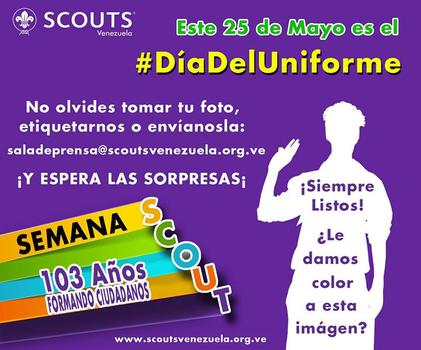 SCOUTS
Venezuela
Este 25 de Mayo es el
#DíaDelUniforme
No olvides tomar tu foto,
etiquetarnos o envíanosla:
saladeprensa@scoutsvenezuela.org.ve
¡Y ESPERA LAS SORPRESAS¡
SEMANA
SCOUT
103 Años
FORMANDO CIUDADANOS
¡Siempre
Listos!
¿Le
damos
color
a esta
imágen?
www.scoutsvenezuela.org.ve